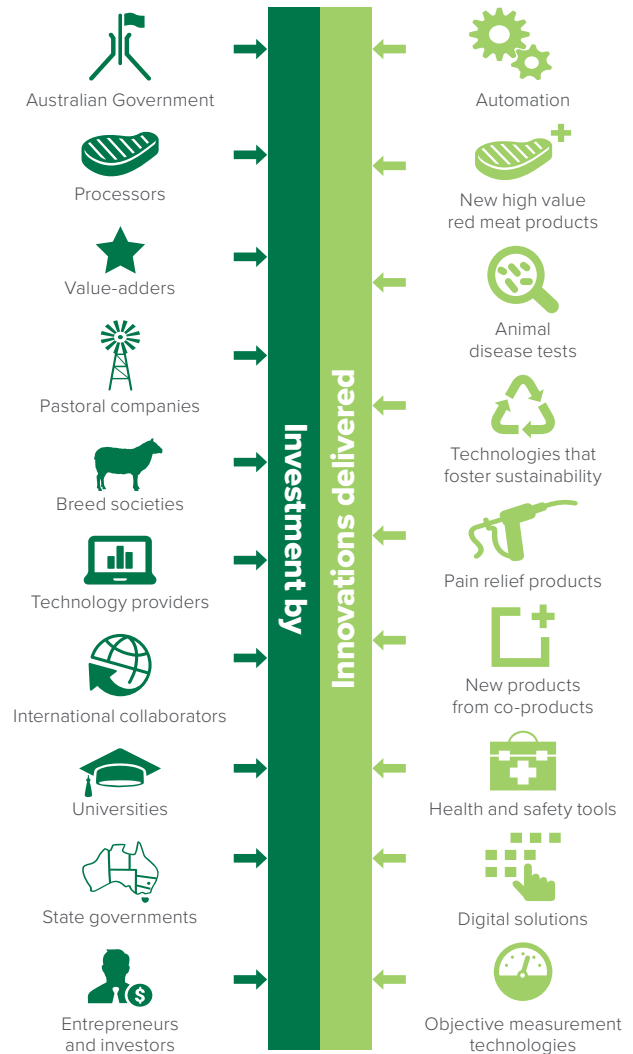 Australian Government
Processors
Value-adders
Pastoral companies
Breed societies
Technology providers
International collaborators
Universities
State governments
Entrepreneurs
and investors
$
Investment by
Innovations delivered
Automation
New high value
red meat products
Animal
disease tests
Technologies that
foster sustainability
Pain relief products
New products
from co-products
Health and safety tools
Digital solutions
Objective measurement
technologies